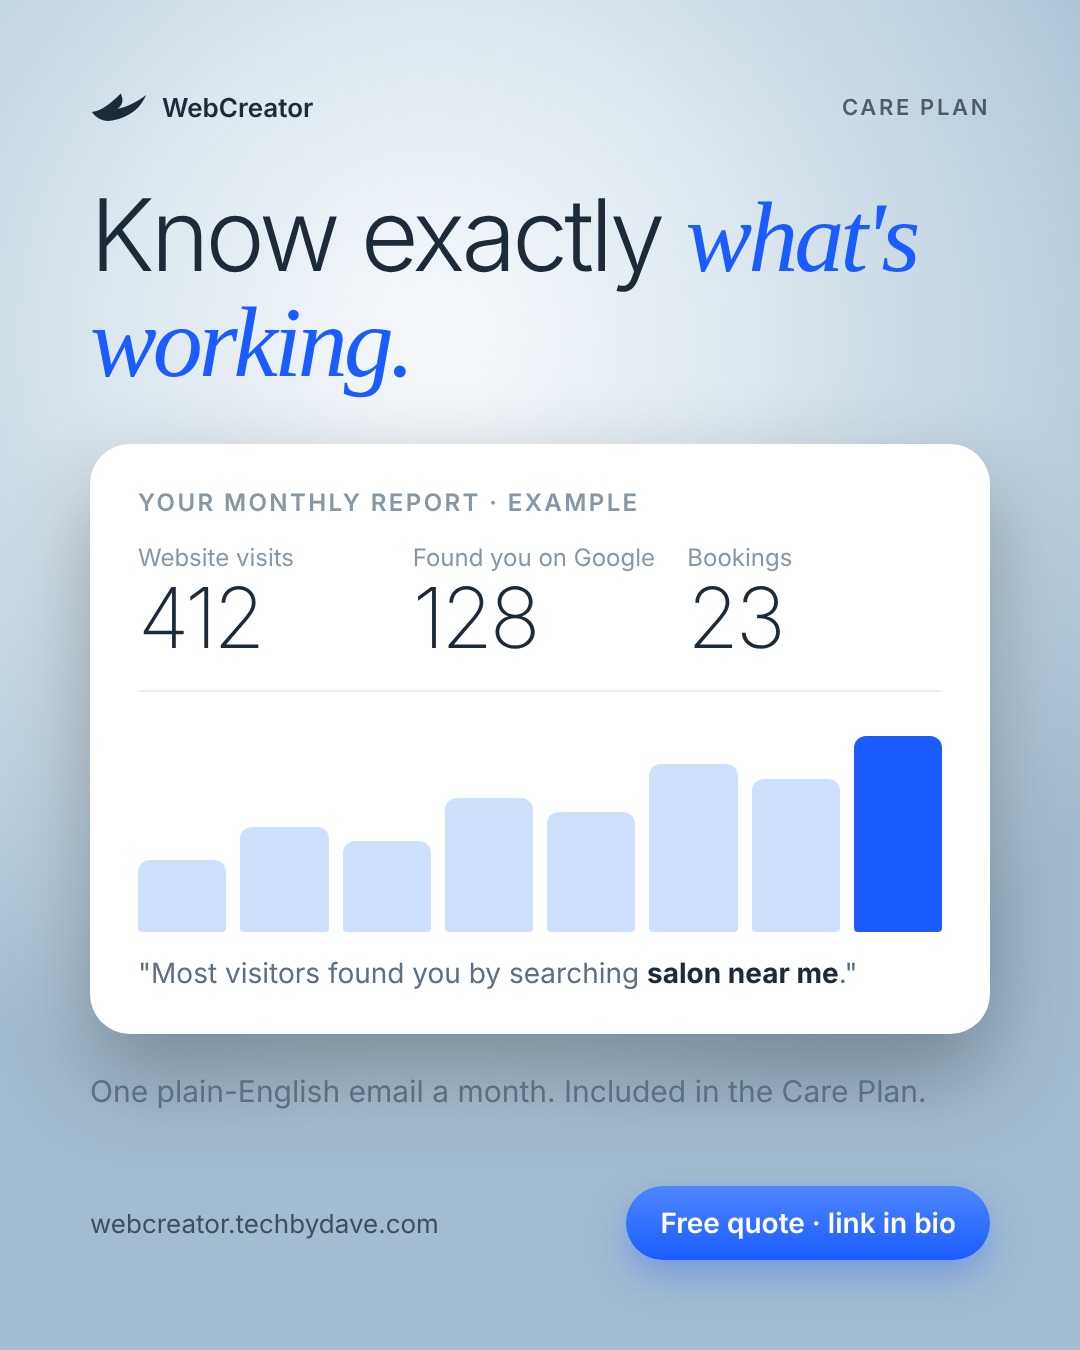 WebCreator
CARE PLAN
Know exactly what's
working.
YOUR MONTHLY REPORT · EXAMPLE
Website visits
Found you on Google
Bookings
412
128
23
"Most visitors found you by searching salon near me."
One plain-English email a month. Included in the Care Plan.
webcreator.techbydave.com
Free quote · link in bio